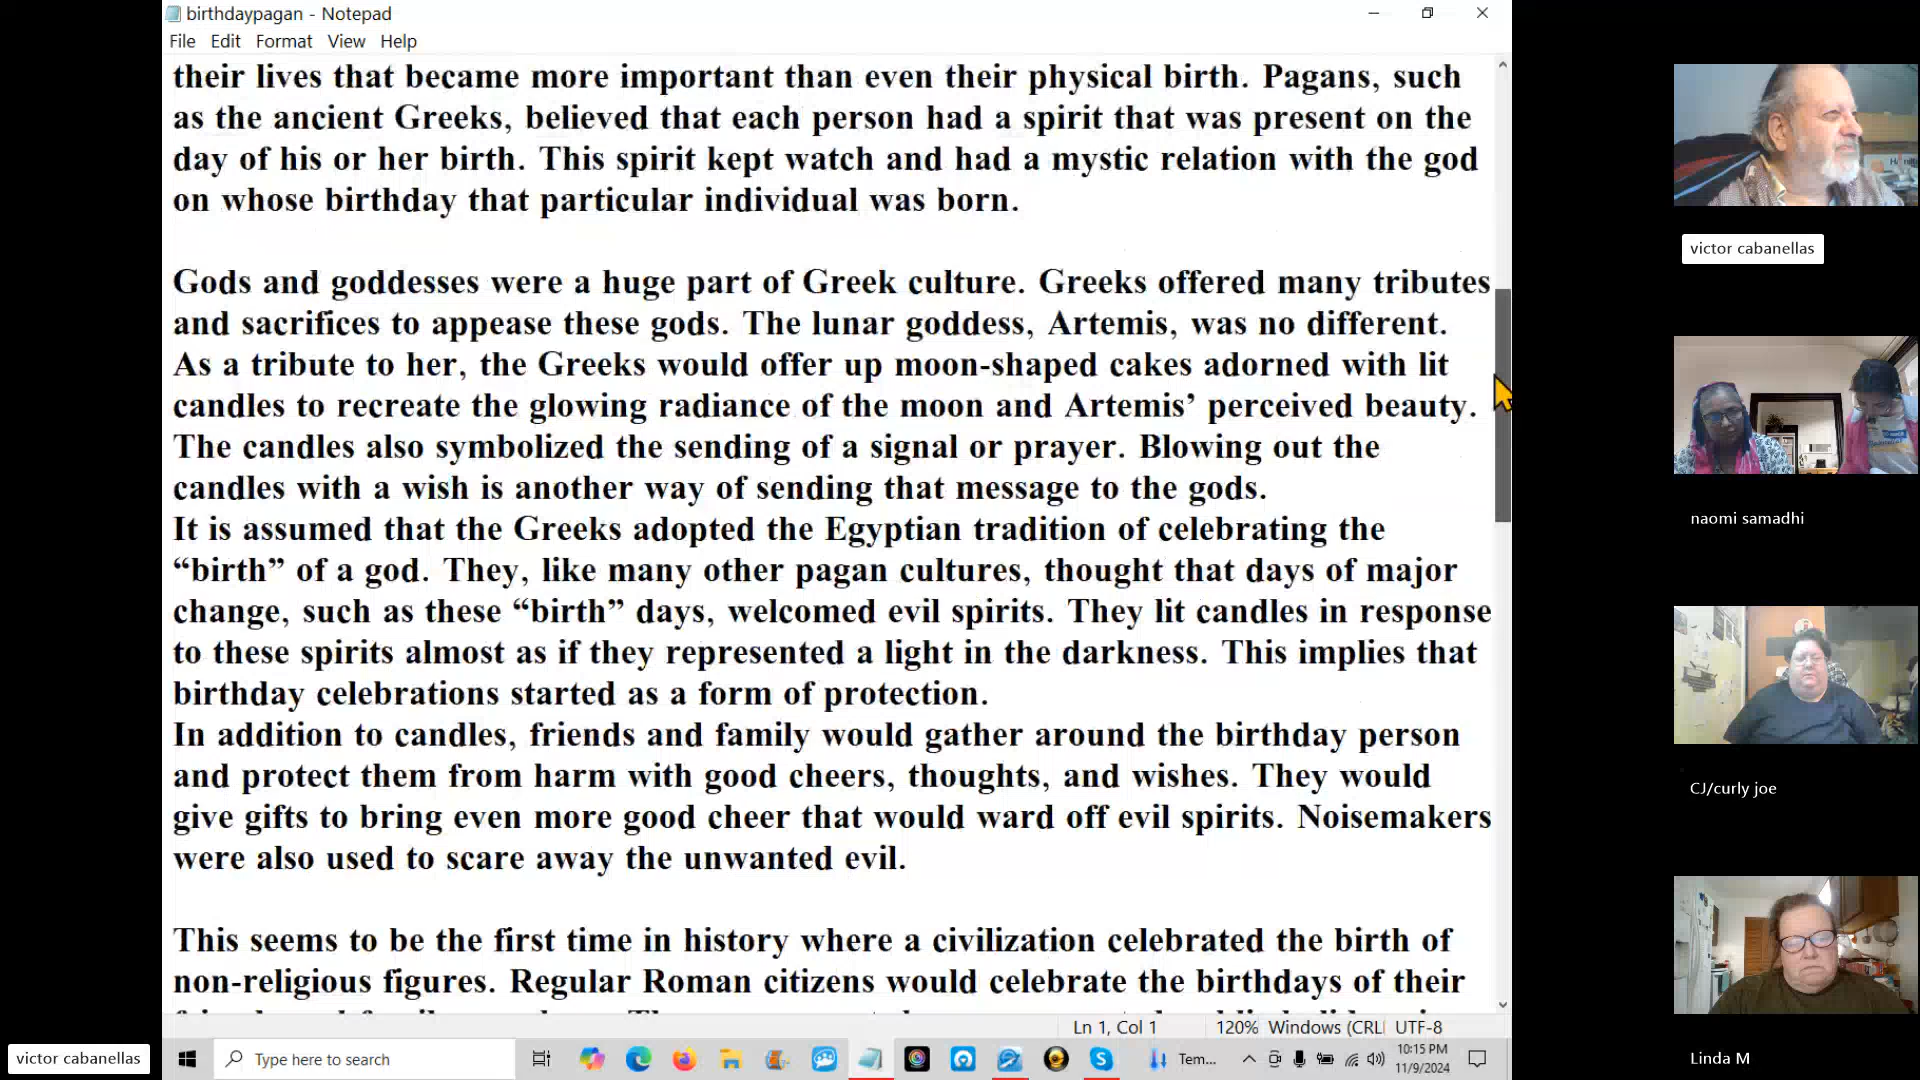 birthdaypagan - Notepad
File Edit Format View Help
their lives that became more important than even their physical birth. Pagans, such
as the ancient Greeks, believed that each person had a spirit that was present on the
day of his or her birth. This spirit kept watch and had a mystic relation with the god
on whose birthday that particular individual was born.
Gods and goddesses were a huge part of Greek culture. Greeks offered many tributes
and sacrifices to appease these gods. The lunar goddess, Artemis, was no different.
As a tribute to her, the Greeks would offer up moon-shaped cakes adorned with lit
candles to recreate the glowing radiance of the moon and Artemis’ perceived beauty.
The candles also symbolized the sending of a signal or prayer. Blowing out the
candles with a wish is another way of sending that message to the gods.
It is assumed that the Greeks adopted the Egyptian tradition of celebrating the
“birth” of a god. They, like many other pagan cultures, thought that days of major
change, such as these “birth” days, welcomed evil spirits. They lit candles in response
to these spirits almost as if they represented a light in the darkness. This implies that
birthday celebrations started as a form of protection.
In addition to candles, friends and family would gather around the birthday person
and protect them from harm with good cheers, thoughts, and wishes. They would
give gifts to bring even more good cheer that would ward off evil spirits. Noisemakers
were also used to scare away the unwanted evil.
This seems to be the first time in history where a civilization celebrated the birth of
non-religious figures. Regular Roman citizens would celebrate the birthdays of their
Ln 1, Col 1 120% Windows (CRL UTF-8
Type here to search
Tem...
10:15 PM
11/9/2024
victor cabanellas
victor cabanellas
naomi samadhi
CJ/curly joe
Linda M